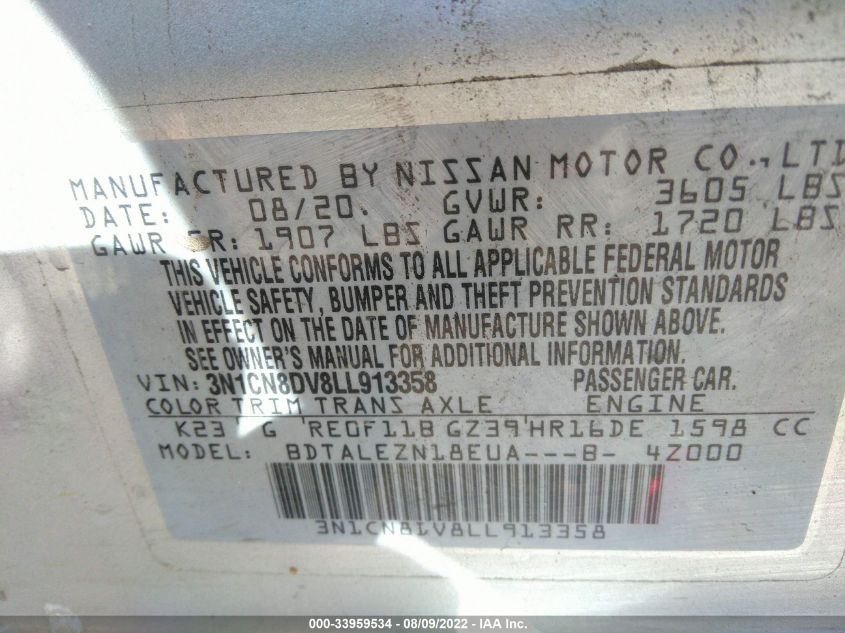 MANUFACTURED BY NISSAN MOTOR CO., LTD
DATE: 08/20 GVWR: 3605 LBS
GAWR FR: 1907 LBS GAWR RR: 1720 LBS
THIS VEHICLE CONFORMS TO ALL APPLICABLE FEDERAL MOTOR
VEHICLE SAFETY, BUMPER AND THEFT PREVENTION STANDARDS
IN EFFECT ON THE DATE OF MANUFACTURE SHOWN ABOVE.
SEE OWNER'S MANUAL FOR ADDITIONAL INFORMATION.
VIN: 3N1CN8DV8LL913358 PASSENGER CAR.
COLOR TRIM TRANS AXLE ENGINE
K23 G RE0F11B GZ39 HR16DE 1598 CC
MODEL: BDTALEZN18EUA---B- 4Z000
3N1CN8DV8LL913358
000-33959534 - 08/09/2022 - IAA Inc.